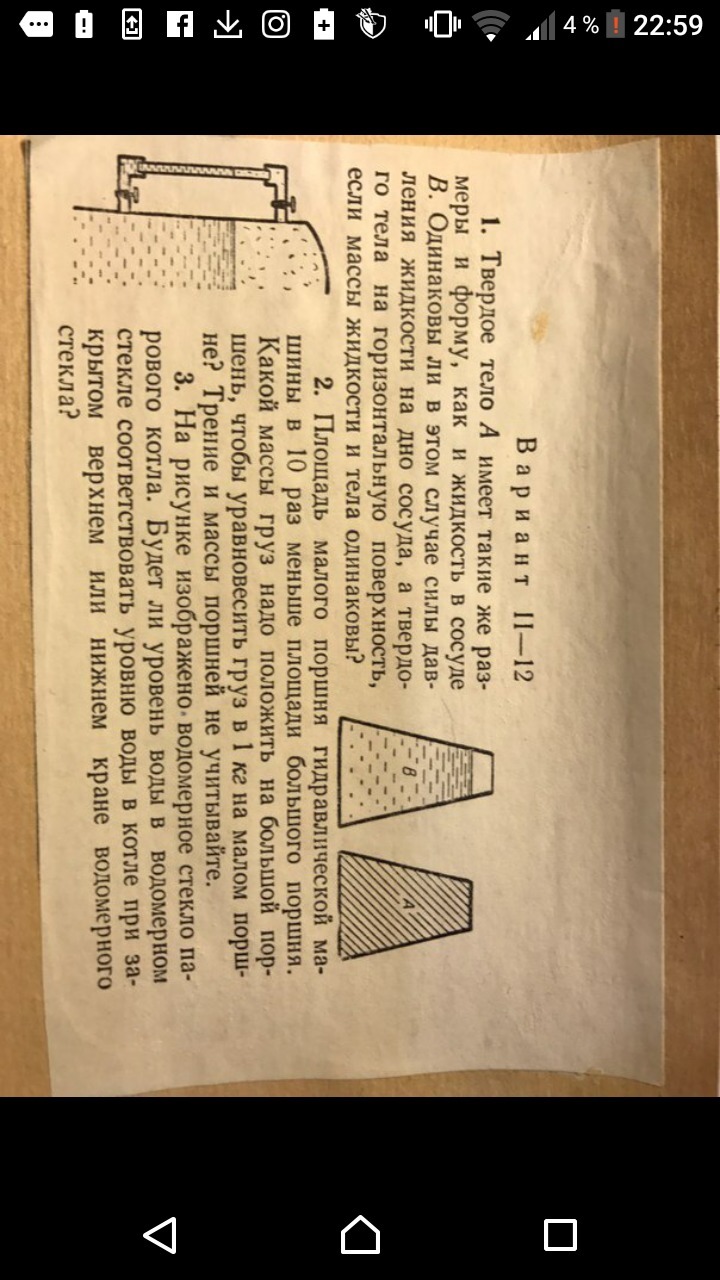 4 % 22:59
Вариант II—12
1. Твердое тело А имеет такие же раз-
меры и форму, как и жидкость в сосуде
В. Одинаковы ли в этом случае силы дав-
ления жидкости на дно сосуда, а твердо-
го тела на горизонтальную поверхность,
если массы жидкости и тела одинаковы?
В
А
2. Площадь малого поршня гидравлической ма-
шины в 10 раз меньше площади большого поршня.
Какой массы груз надо положить на большой пор-
шень, чтобы уравновесить груз в 1 кг на малом порш-
не? Трение и массы поршней не учитывайте.
3. На рисунке изображено водомерное стекло па-
рового котла. Будет ли уровень воды в водомерном
стекле соответствовать уровню воды в котле при за-
крытом верхнем или нижнем кране водомерного
стекла?